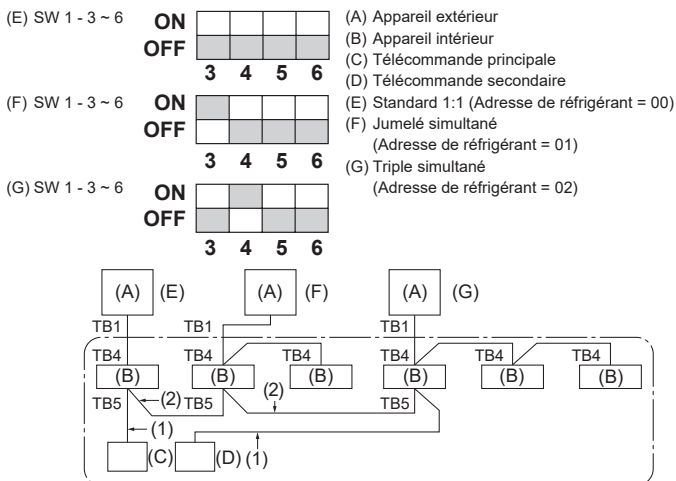 (E) SW 1 - 3 ~ 6
ON
OFF
3 4 5 6
(F) SW 1 - 3 ~ 6
ON
OFF
3 4 5 6
(G) SW 1 - 3 ~ 6
ON
OFF
3 4 5 6
(A) Appareil extérieur
(B) Appareil intérieur
(C) Télécommande principale
(D) Télécommande secondaire
(E) Standard 1:1 (Adresse de réfrigérant = 00)
(F) Jumelé simultané
(Adresse de réfrigérant = 01)
(G) Triple simultané
(Adresse de réfrigérant = 02)
(A) (E) (A) (F) (A) (G)
TB1 TB1 TB1
TB4 TB4 TB4 TB4 TB4 TB4
(B) (B) (B) (B) (B) (B)
TB5 (2) TB5 (2) TB5
(1)
(C) (D) (1)